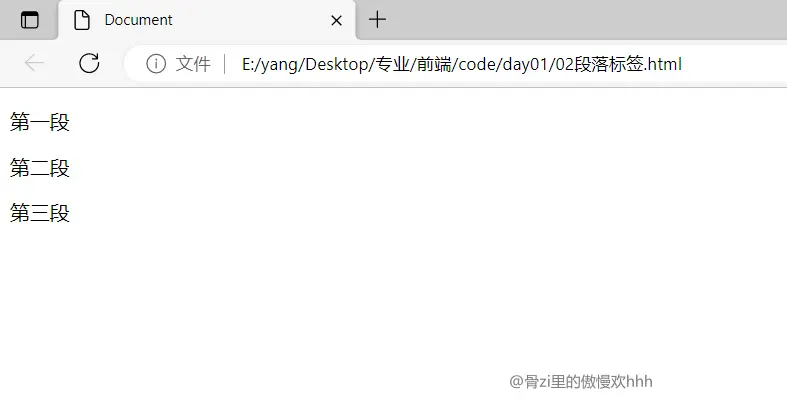 Document
文件 E:/yang/Desktop/专业/前端/code/day01/02段落标签.html
第一段
第二段
第三段
@骨zi里的傲慢欢hhh